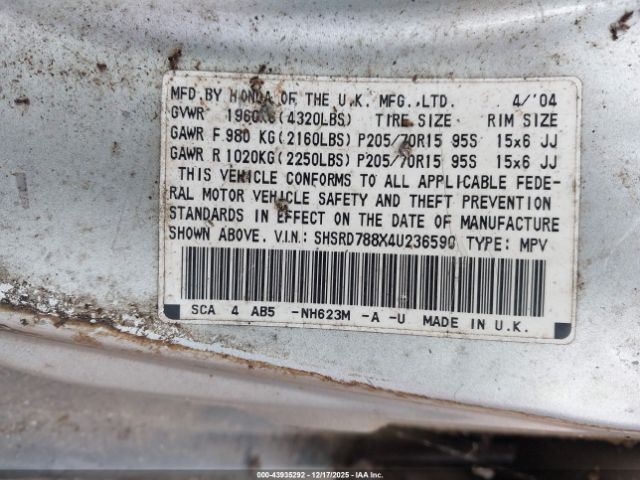 MFD BY HONDA OF THE U.K. MFG.,LTD. 4/'04
GVWR 1960KG(4320LBS) TIRE SIZE RIM SIZE
GAWR F 980 KG(2160LBS) P205/70R15 95S 15x6 JJ
GAWR R 1020KG(2250LBS) P205/70R15 95S 15x6 JJ
THIS VEHICLE CONFORMS TO ALL APPLICABLE FEDE-
RAL MOTOR VEHICLE SAFETY AND THEFT PREVENTION
STANDARDS IN EFFECT ON THE DATE OF MANUFACTURE
SHOWN ABOVE. V.I.N.: SHSRD788X4U236590 TYPE: MPV
SCA 4 AB5 -NH623M -A -U MADE IN U.K.
000-43935292 - 12/17/2025 - IAAI.COM